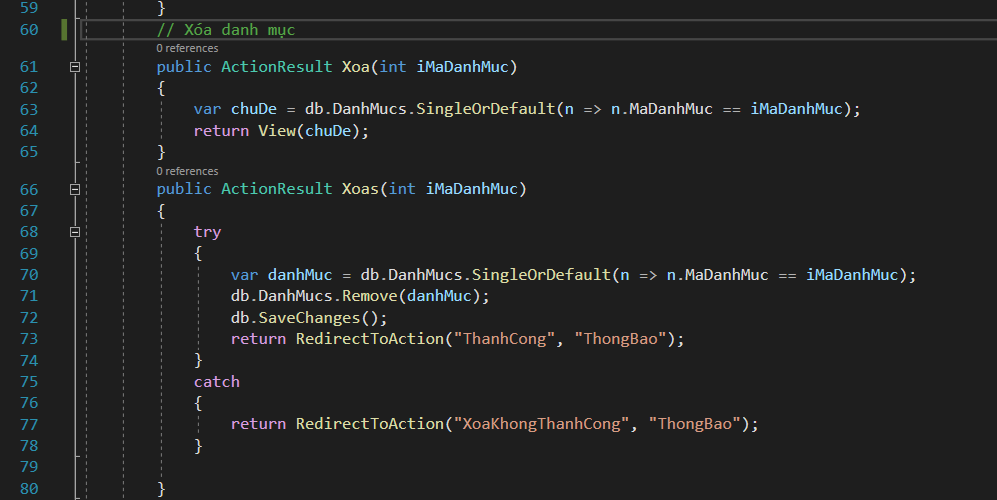 59 }
60 // Xóa danh mục
0 references
61 public ActionResult Xoa(int iMaDanhMuc)
62 {
63 var chuDe = db.DanhMucs.SingleOrDefault(n => n.MaDanhMuc == iMaDanhMuc);
64 return View(chuDe);
65 }
0 references
66 public ActionResult Xoas(int iMaDanhMuc)
67 {
68 try
69 {
70 var danhMuc = db.DanhMucs.SingleOrDefault(n => n.MaDanhMuc == iMaDanhMuc);
71 db.DanhMucs.Remove(danhMuc);
72 db.SaveChanges();
73 return RedirectToAction("ThanhCong", "ThongBao");
74 }
75 catch
76 {
77 return RedirectToAction("XoaKhongThanhCong", "ThongBao");
78 }
79
80 }